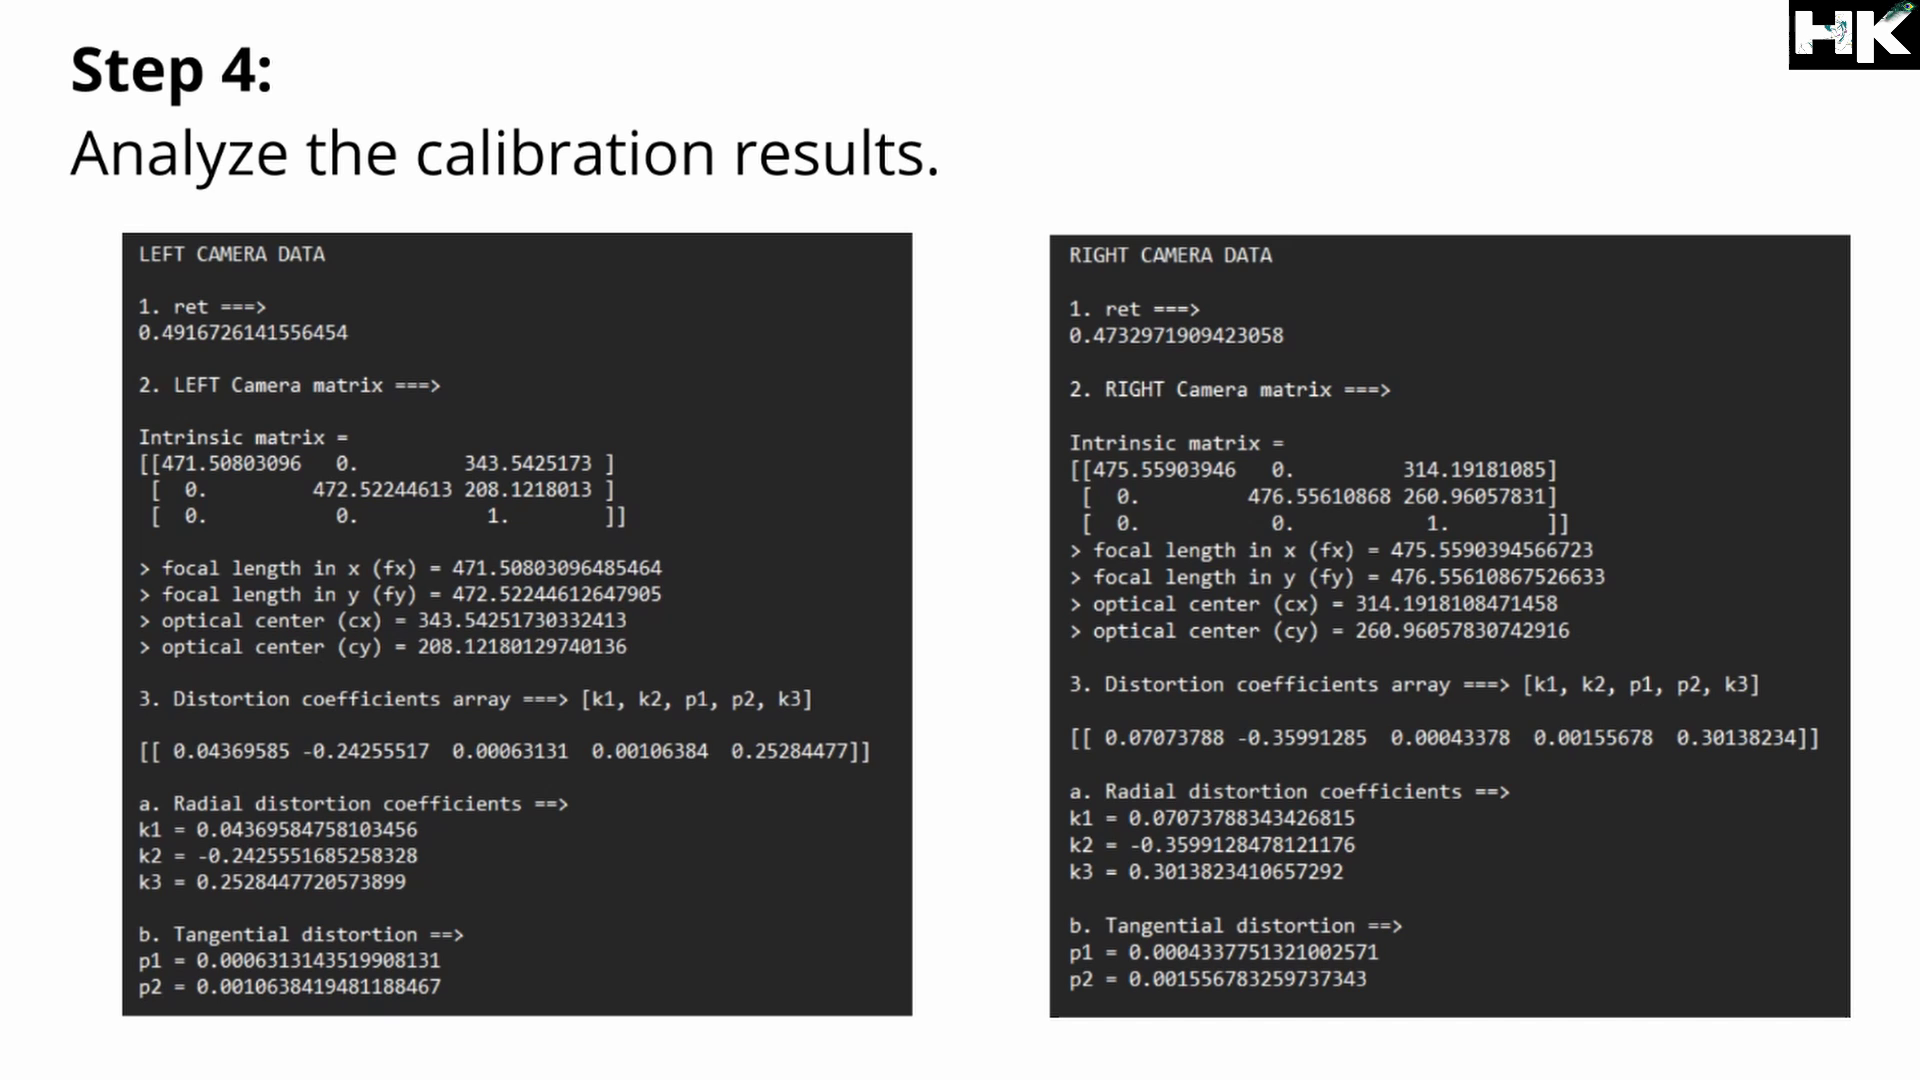 HK
Step 4:
Analyze the calibration results.
LEFT CAMERA DATA
1. ret ===>
0.4916726141556454
2. LEFT Camera matrix ===>
Intrinsic matrix =
[[471.50803096   0.         343.5425173 ]
 [  0.         472.52244613 208.1218013 ]
 [  0.           0.           1.        ]]
> focal length in x (fx) = 471.50803096485464
> focal length in y (fy) = 472.52244612647905
> optical center (cx) = 343.54251730332413
> optical center (cy) = 208.12180129740136
3. Distortion coefficients array ===> [k1, k2, p1, p2, k3]
[[ 0.04369585 -0.24255517  0.00063131  0.00106384  0.25284477]]
a. Radial distortion coefficients ==>
k1 = 0.04369584758103456
k2 = -0.2425551685258328
k3 = 0.2528447720573899
b. Tangential distortion ==>
p1 = 0.0006313143519908131
p2 = 0.0010638419481188467
RIGHT CAMERA DATA
1. ret ===>
0.4732971909423058
2. RIGHT Camera matrix ===>
Intrinsic matrix =
[[475.55903946   0.         314.19181085]
 [  0.         476.55610868 260.96057831]
 [  0.           0.           1.        ]]
> focal length in x (fx) = 475.5590394566723
> focal length in y (fy) = 476.55610867526633
> optical center (cx) = 314.1918108471458
> optical center (cy) = 260.96057830742916
3. Distortion coefficients array ===> [k1, k2, p1, p2, k3]
[[ 0.07073788 -0.35991285  0.00043378  0.00155678  0.30138234]]
a. Radial distortion coefficients ==>
k1 = 0.07073788343426815
k2 = -0.3599128478121176
k3 = 0.3013823410657292
b. Tangential distortion ==>
p1 = 0.0004337751321002571
p2 = 0.001556783259737343